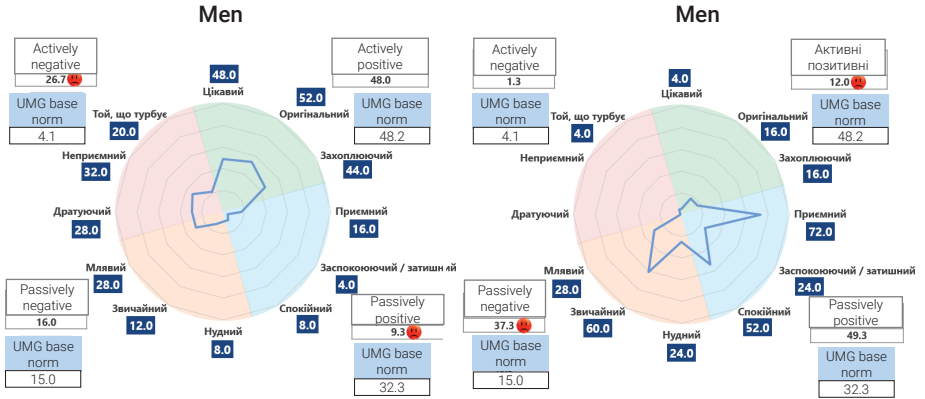 Men
Actively
negative
26.7
UMG base
norm
4.1
Actively
positive
48.0
UMG base
norm
48.2
48.0
Цікавий
52.0
Оригінальний
Захоплюючий
44.0
Приємний
16.0
Заспокоюючий / затишний
4.0
Спокійний
8.0
Нудний
8.0
Звичайний
12.0
Млявий
28.0
Дратуючий
28.0
Неприємний
32.0
Той, що турбує
20.0
Passively
negative
16.0
UMG base
norm
15.0
Passively
positive
9.3
UMG base
norm
32.3
Men
Actively
negative
1.3
UMG base
norm
4.1
Активні
позитивні
12.0
UMG base
norm
48.2
4.0
Цікавий
Оригінальний
16.0
Захоплюючий
16.0
Приємний
72.0
Заспокоюючий / затишний
24.0
Спокійний
52.0
Нудний
24.0
Звичайний
60.0
Млявий
28.0
Дратуючий
Неприємний
Той, що турбує
4.0
Passively
negative
37.3
UMG base
norm
15.0
Passively
positive
49.3
UMG base
norm
32.3